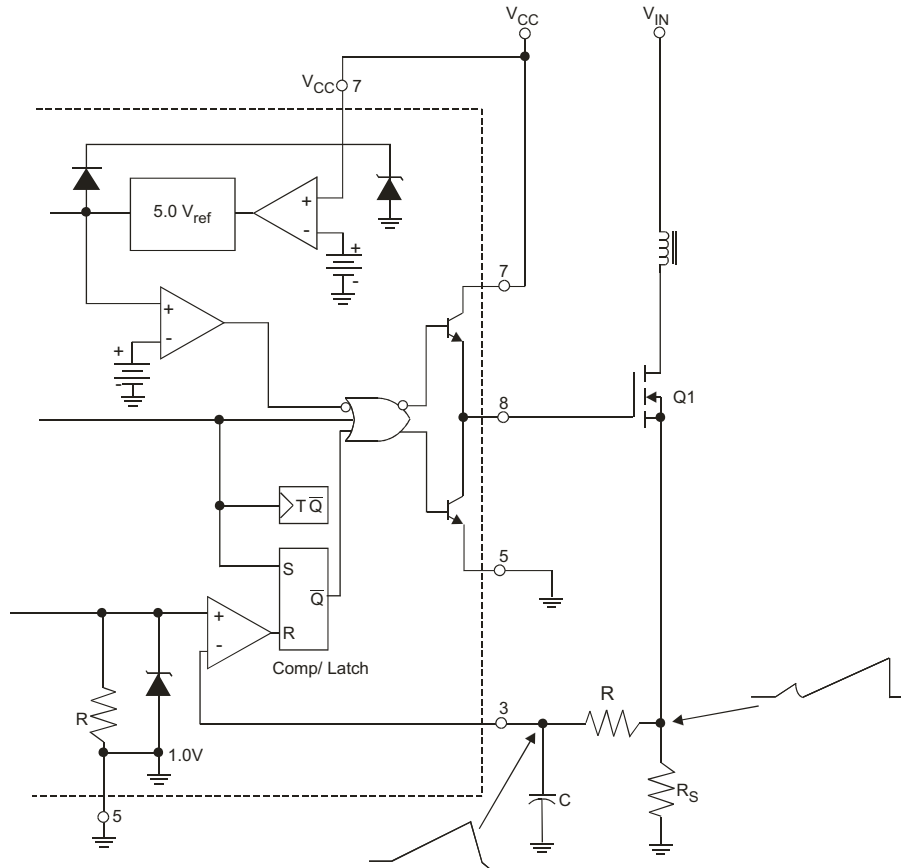 VCC
VIN
VCC 7
5.0 Vref
+
-
+
-
7
+
-
+
-
8
Q1
T Q̅
5
S
Q̅
R
+
-
Comp/ Latch
3
R
R
1.0V
C
RS
5